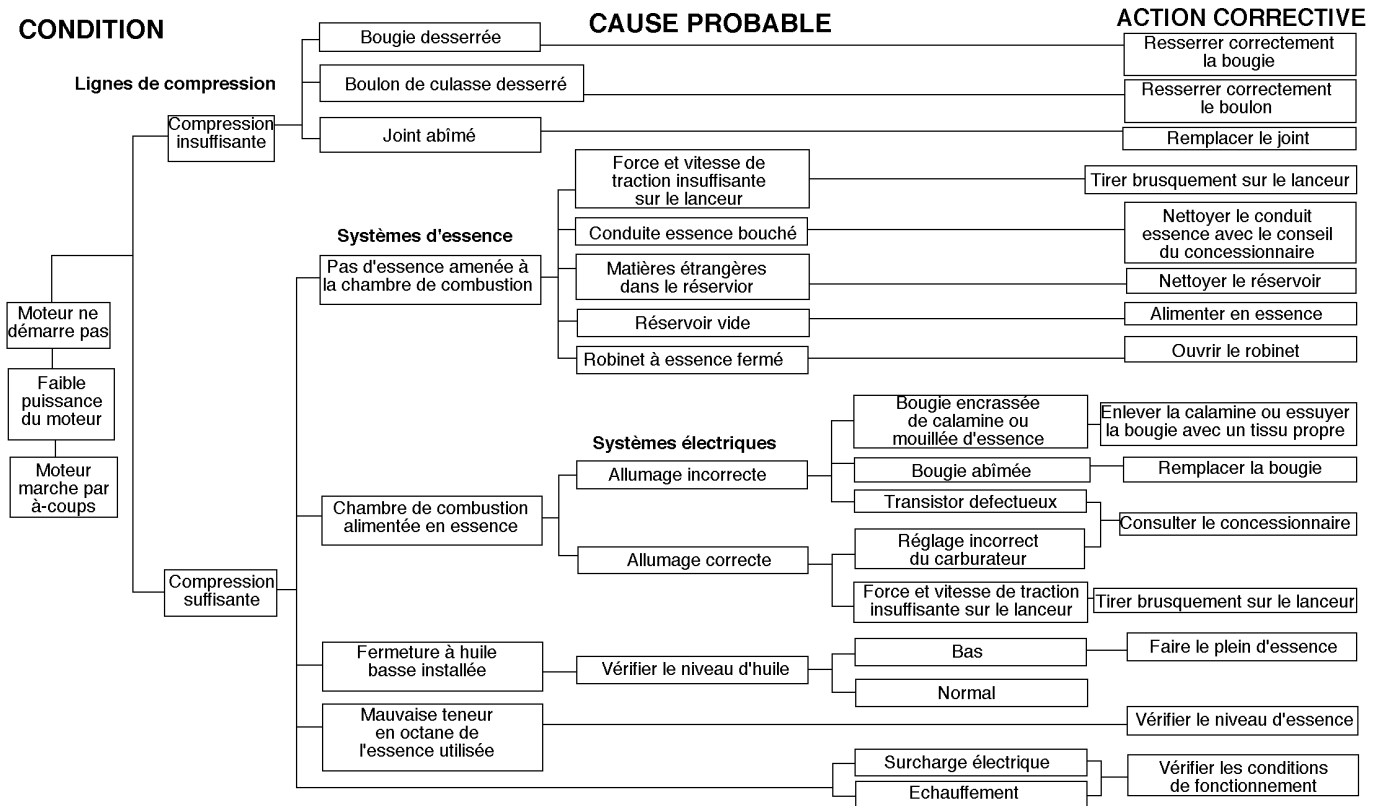 CONDITION
CAUSE PROBABLE
ACTION CORRECTIVE
Lignes de compression
Bougie desserrée
Resserrer correctement
la bougie
Boulon de culasse desserré
Resserrer correctement
le boulon
Compression
insuffisante
Joint abîmé
Remplacer le joint
Force et vitesse de
traction insuffisante
sur le lanceur
Tirer brusquement sur le lanceur
Systèmes d'essence
Pas d'essence amenée à
la chambre de combustion
Conduite essence bouché
Nettoyer le conduit
essence avec le conseil
du concessionnaire
Matières étrangères
dans le réservior
Nettoyer le réservoir
Réservoir vide
Alimenter en essence
Robinet à essence fermé
Ouvrir le robinet
Moteur ne
démarre pas
Faible
puissance
du moteur
Moteur
marche par
à-coups
Systèmes électriques
Chambre de combustion
alimentée en essence
Allumage incorrecte
Bougie encrassée
de calamine ou
mouillée d'essence
Enlever la calamine ou essuyer
la bougie avec un tissu propre
Bougie abîmée
Remplacer la bougie
Transistor defectueux
Consulter le concessionnaire
Allumage correcte
Réglage incorrect
du carburateur
Force et vitesse de traction
insuffisante sur le lanceur
Tirer brusquement sur le lanceur
Compression
suffisante
Fermeture à huile
basse installée
Vérifier le niveau d'huile
Bas
Faire le plein d'essence
Normal
Mauvaise teneur
en octane de
l'essence utilisée
Vérifier le niveau d'essence
Surcharge électrique
Echauffement
Vérifier les conditions
de fonctionnement